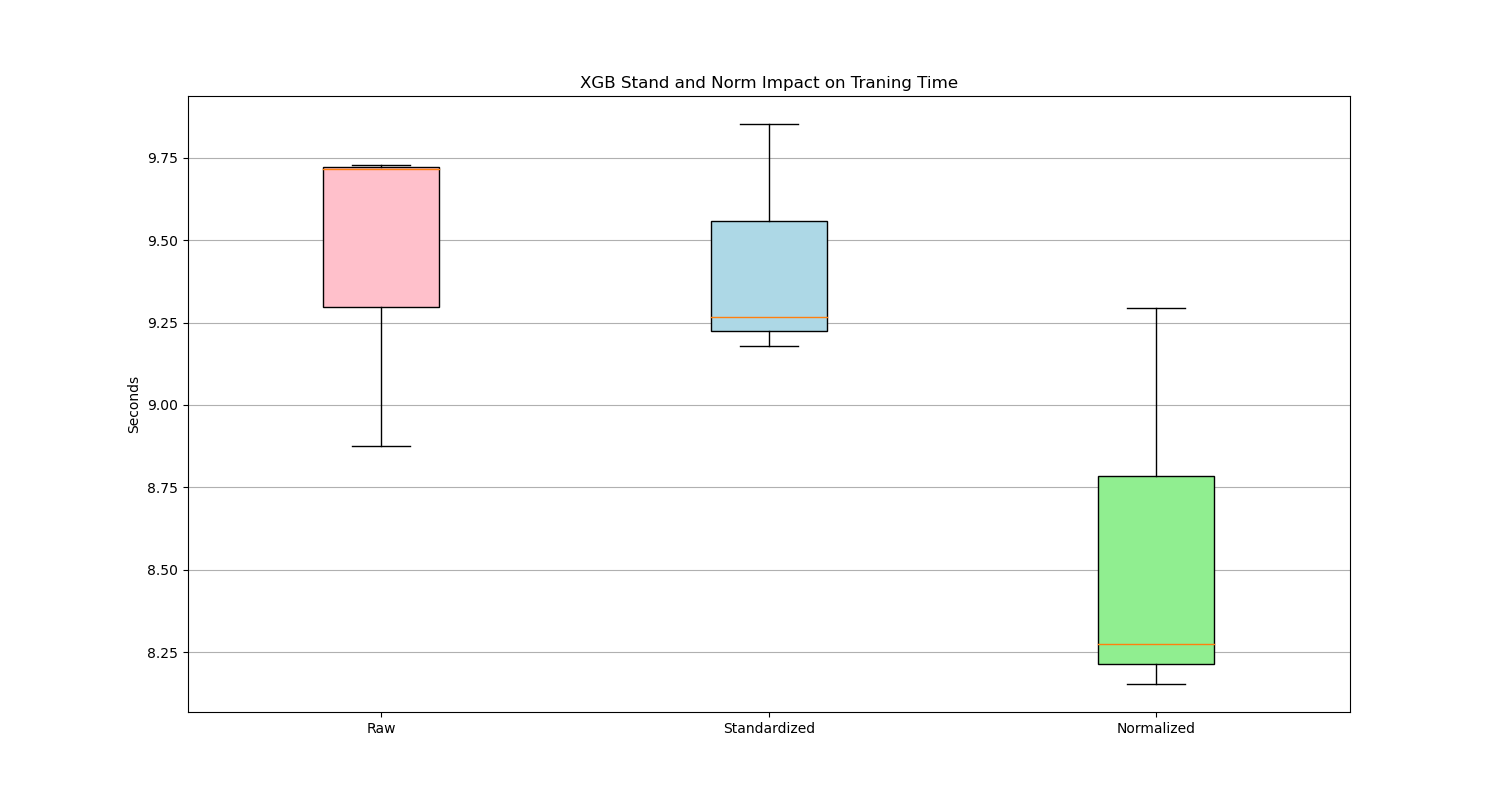 XGB Stand and Norm Impact on Traning Time
9.75
9.50
9.25
9.00
8.75
8.50
8.25
Seconds
Raw
Standardized
Normalized